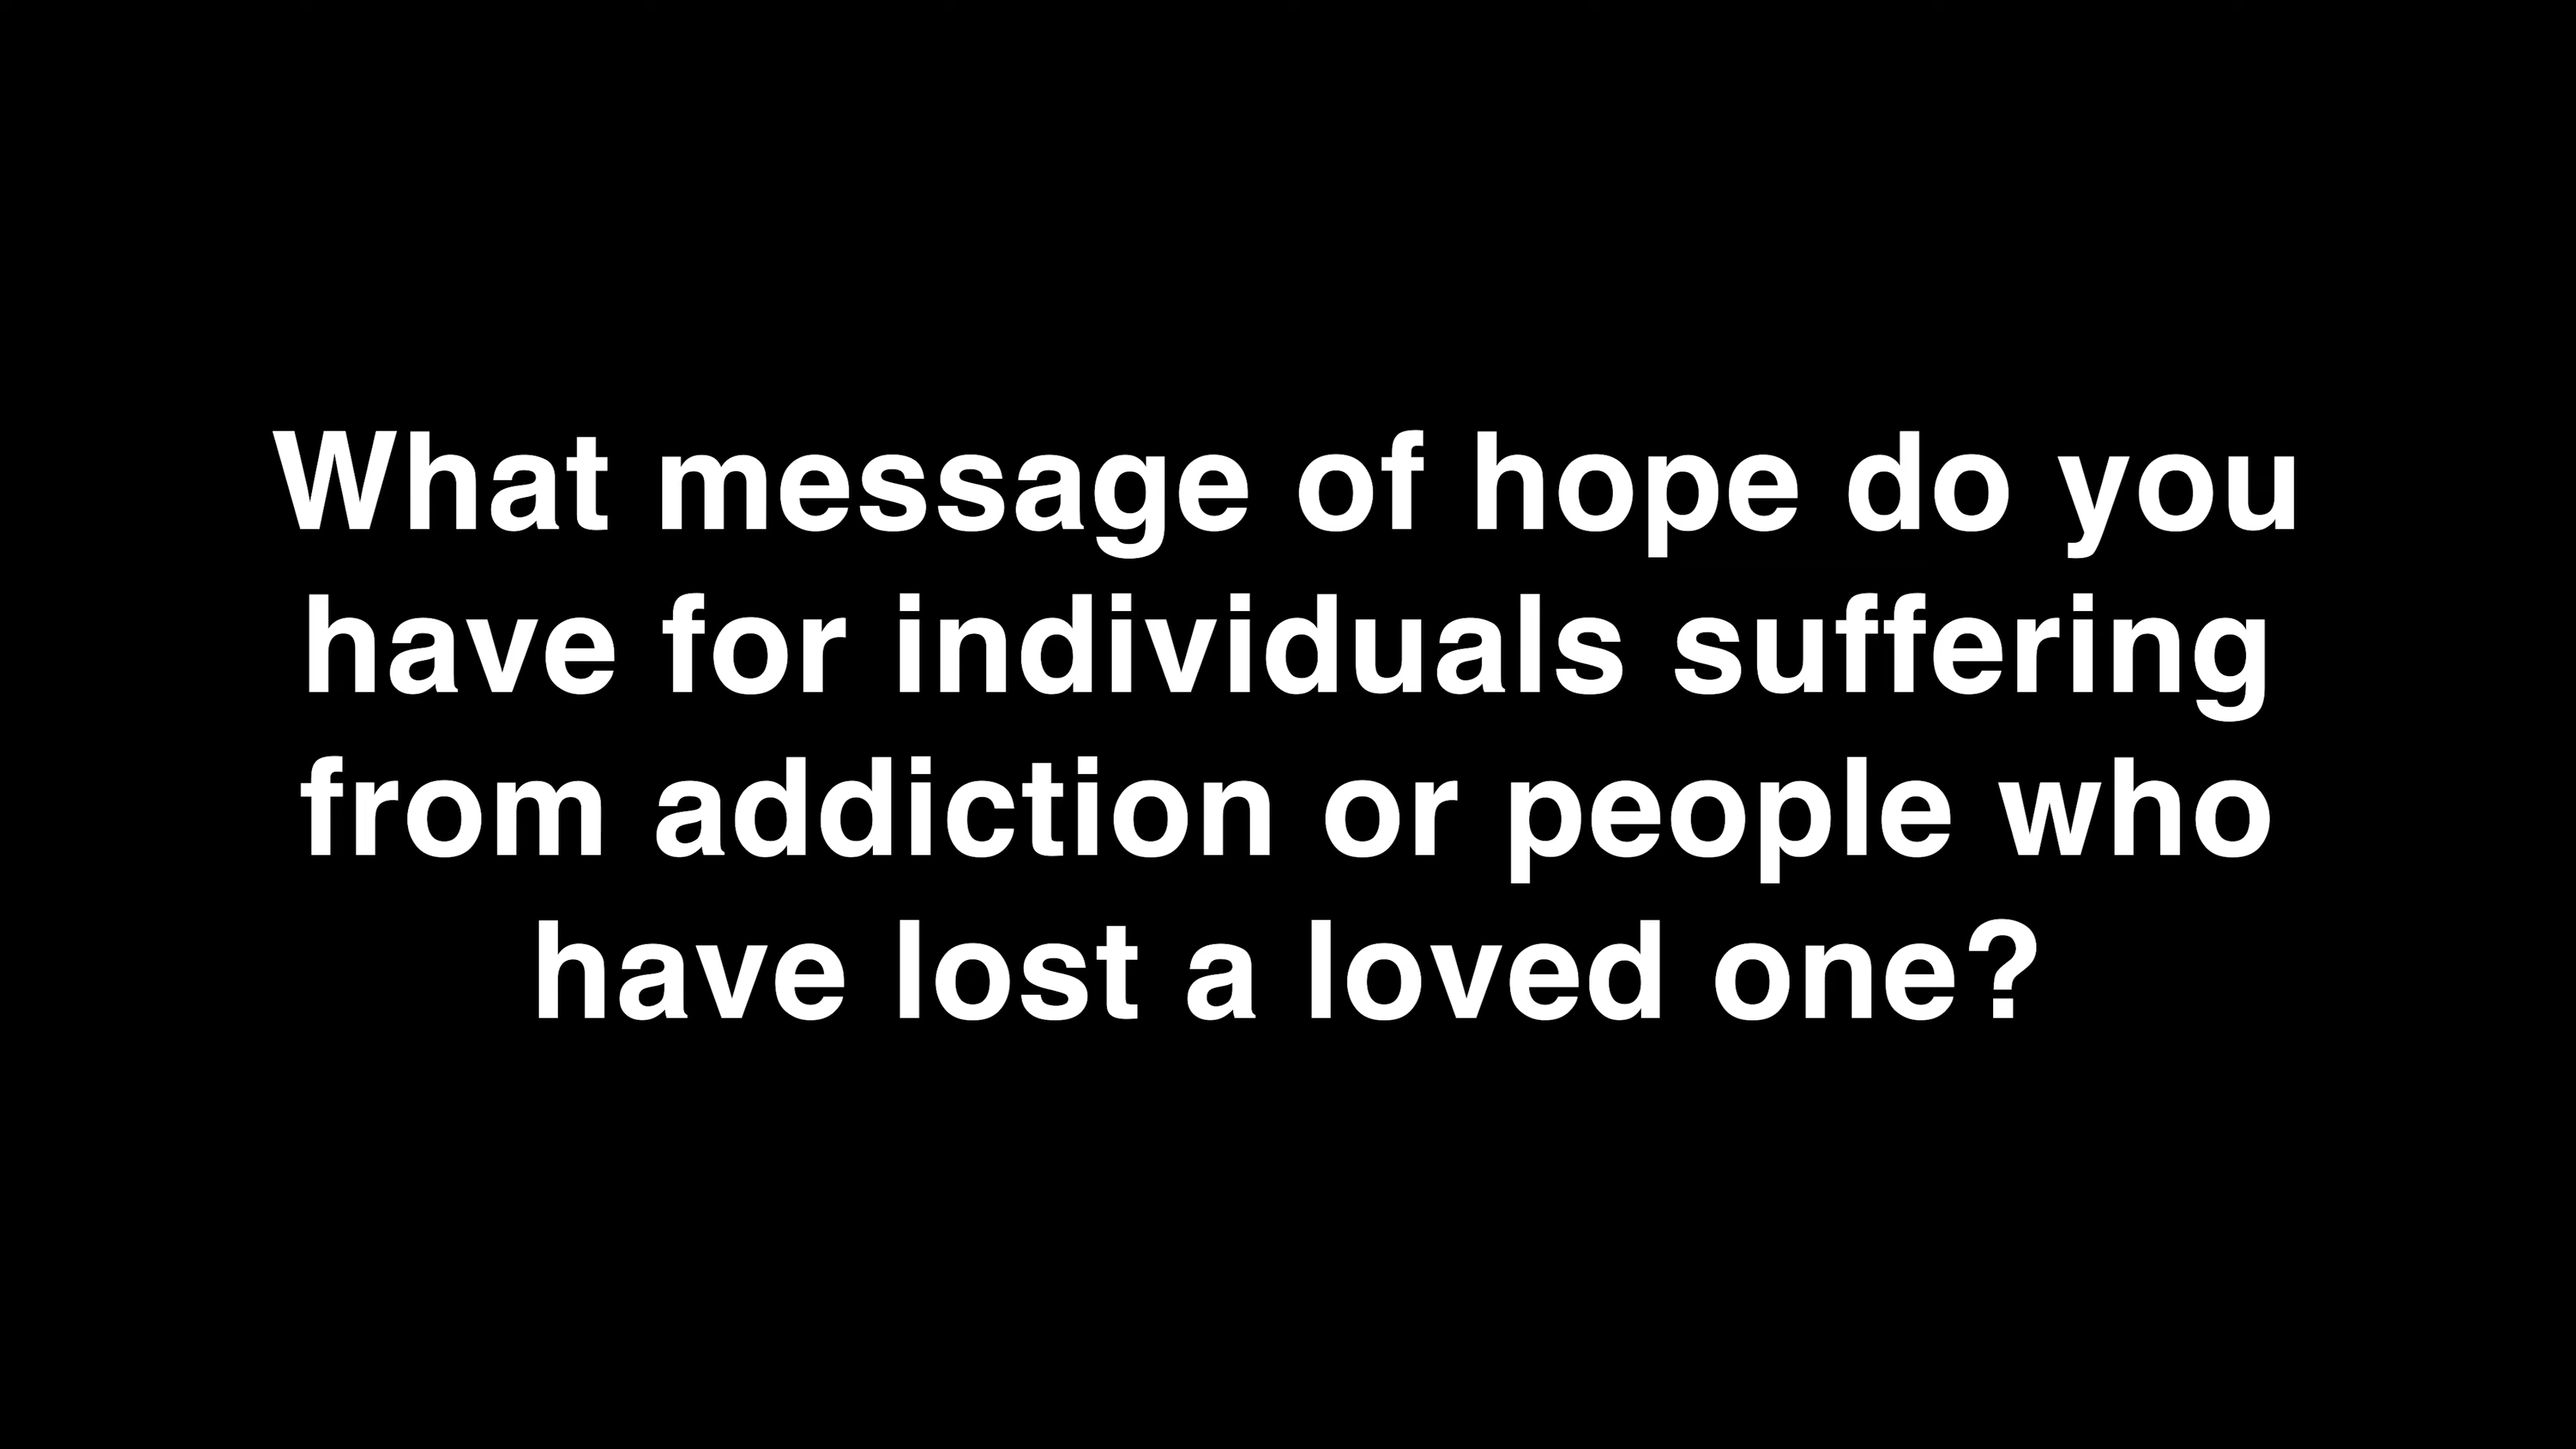 What message of hope do you
have for individuals suffering
from addiction or people who
have lost a loved one?